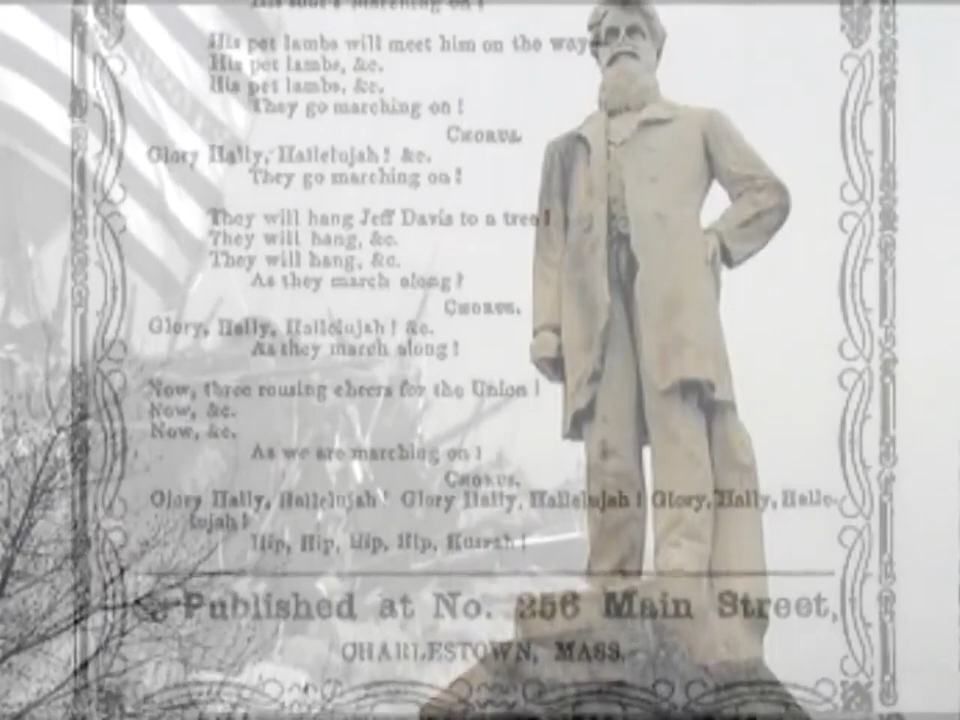 His soul's marching on!
His pet lambs will meet him on the way
His pet lambs, &c.
His pet lambs, &c.
They go marching on!
CHORUS.
Glory Hally, Hallelujah! &c.
They go marching on!
They will hang Jeff Davis to a tree!
They will hang, &c.
They will hang, &c.
As they march along!
CHORUS.
Glory, Hally, Hallelujah! &c.
As they march along!
Now, three rousing cheers for the Union!
Now, &c.
Now, &c.
As we are marching on!
CHORUS.
Glory Hally, Hallelujah! Glory Hally, Hallelujah! Glory, Hally, Halle-
lujah!
Hip, Hip, Hip, Hip, Hurrah!
Published at No. 256 Main Street,
CHARLESTOWN, MASS.